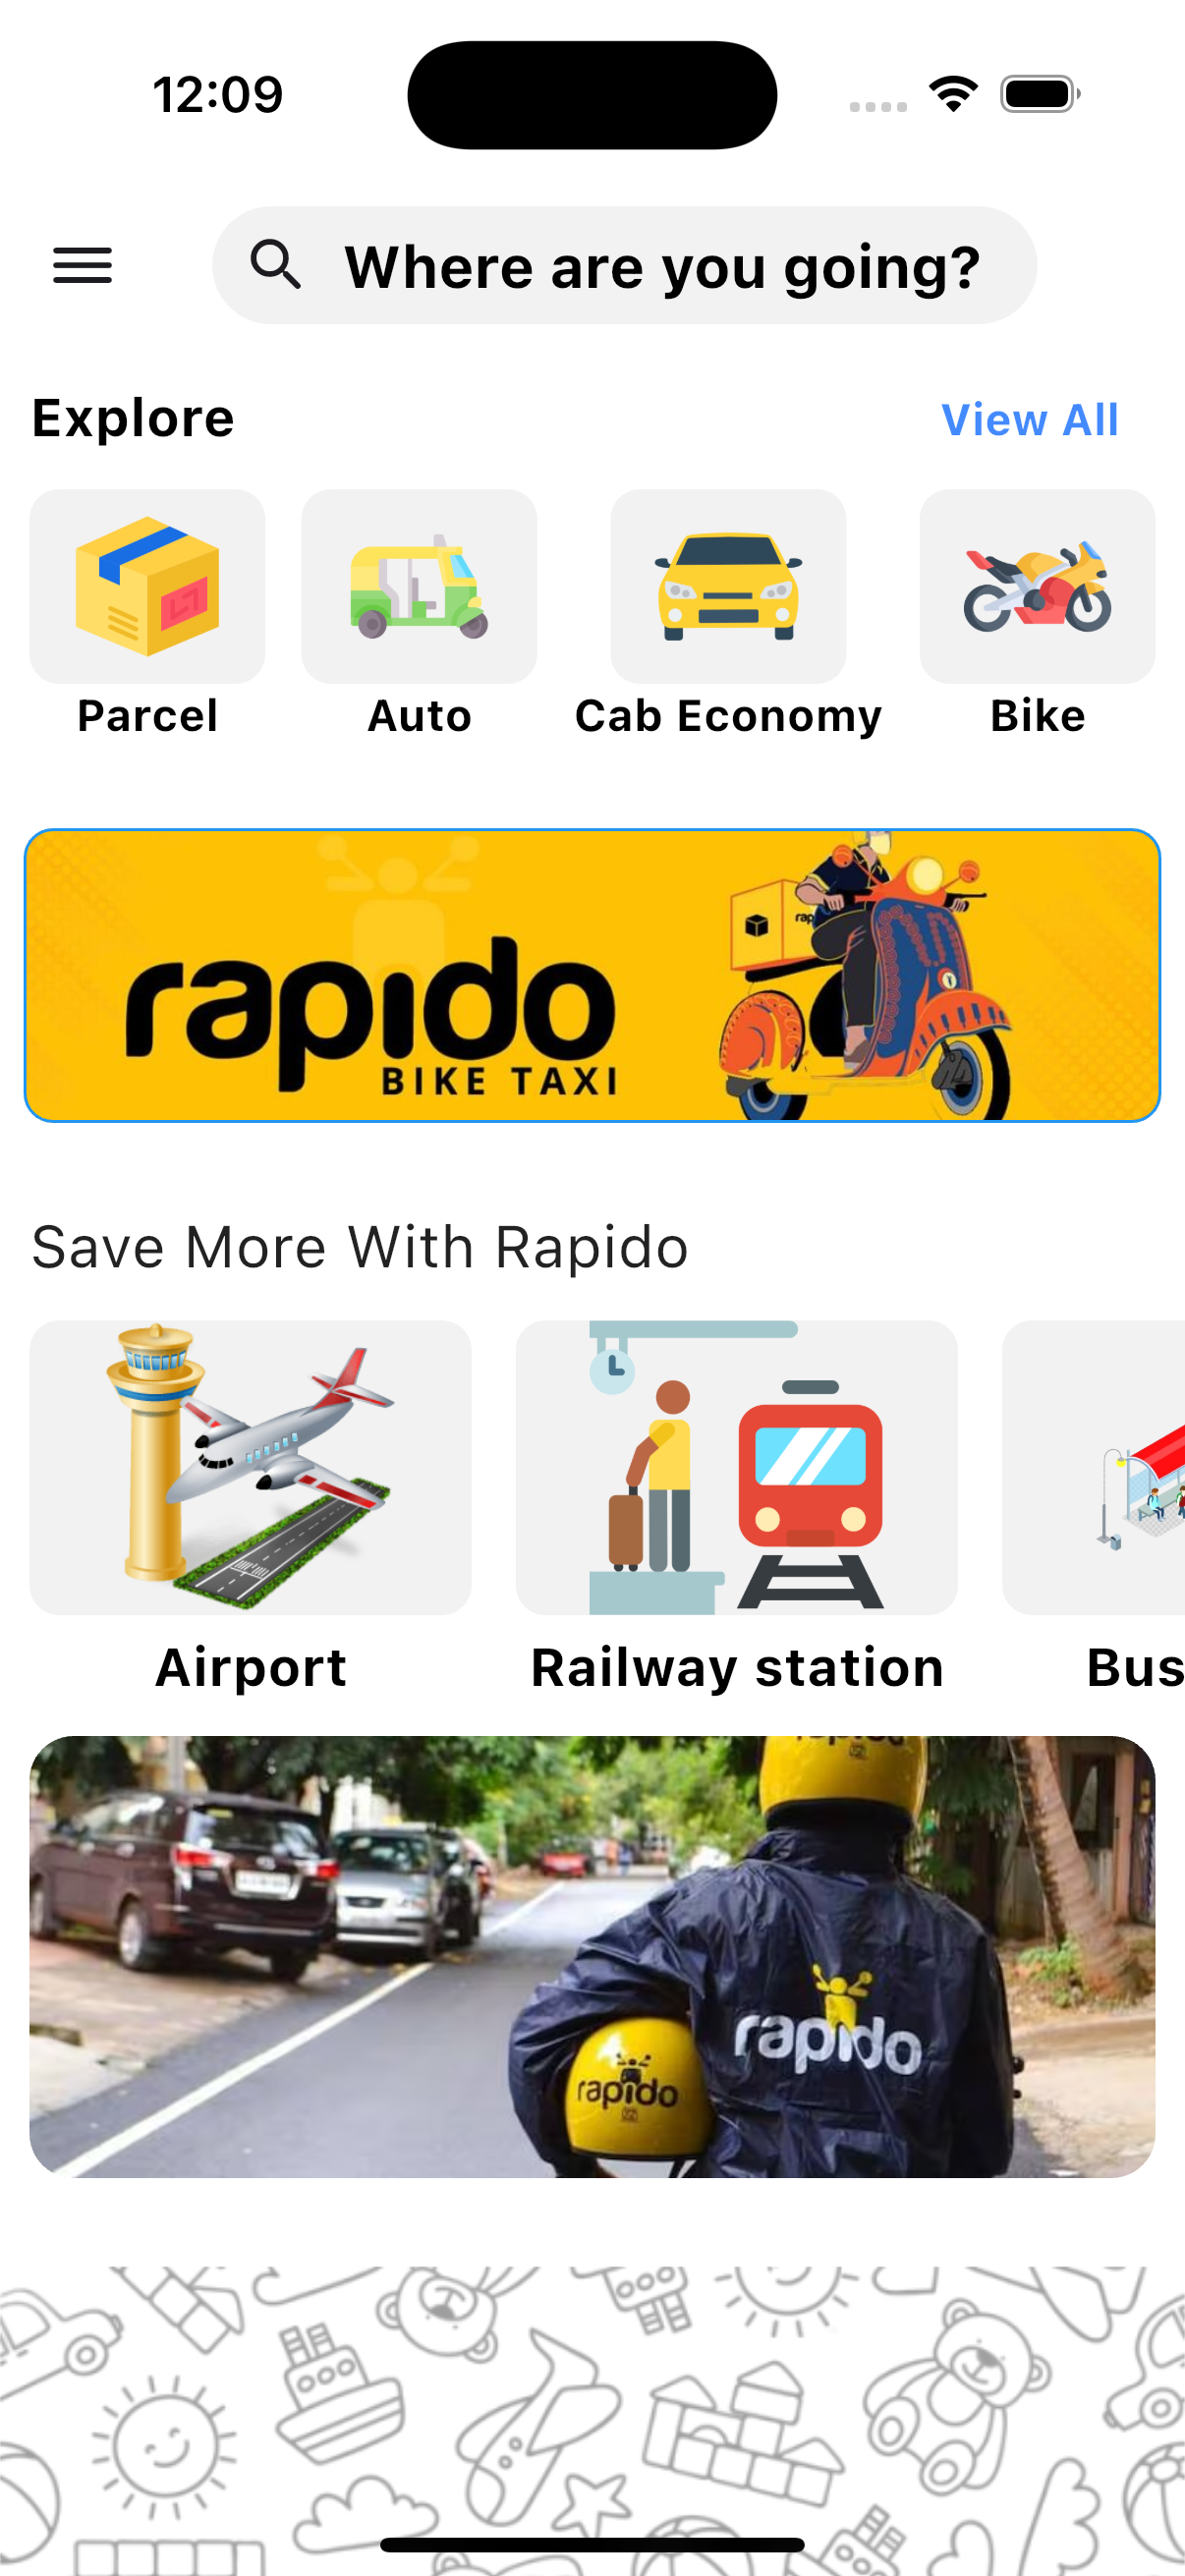 12:09
Where are you going?
Explore
View All
Parcel
Auto
Cab Economy
Bike
rapido
BIKE TAXI
rap
Save More With Rapido
Airport
Railway station
Bus
rapido
rapido